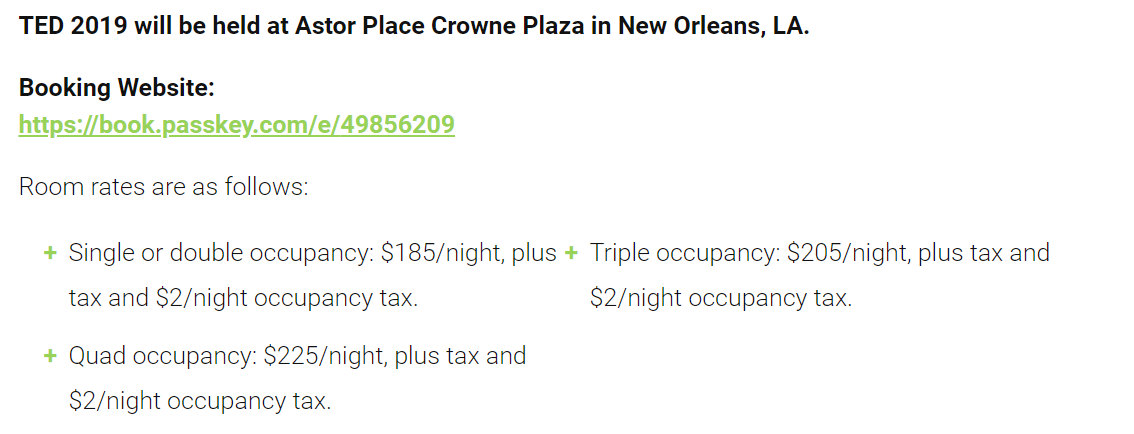 TED 2019 will be held at Astor Place Crowne Plaza in New Orleans, LA.
Booking Website:
https://book.passkey.com/e/49856209
Room rates are as follows:
+ Single or double occupancy: $185/night, plus
tax and $2/night occupancy tax.
+ Triple occupancy: $205/night, plus tax and
$2/night occupancy tax.
+ Quad occupancy: $225/night, plus tax and
$2/night occupancy tax.